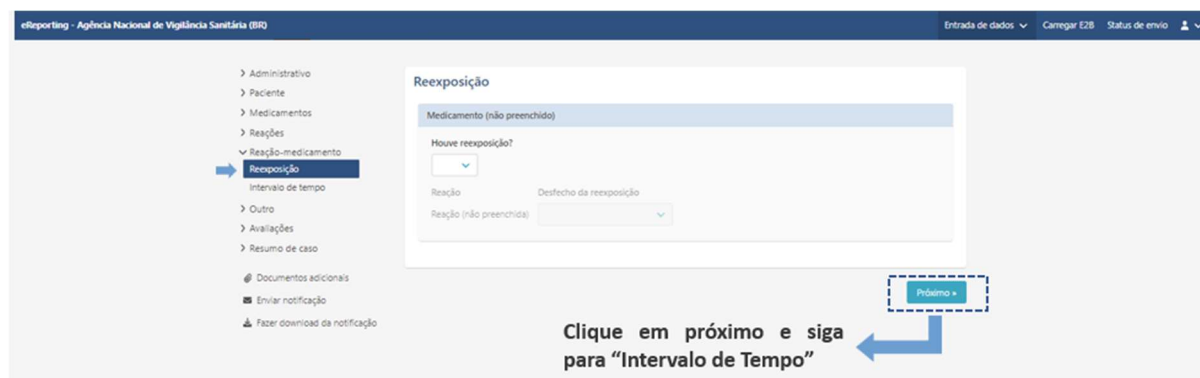 eReporting - Agência Nacional de Vigilância Sanitária (BR)
Entrada de dados
Carregar E2B
Status de envio
Administrativo
Paciente
Medicamentos
Reações
Reação-medicamento
Reexposição
Intervalo de tempo
Outro
Avaliações
Resumo de caso
Documentos adicionais
Enviar notificação
Fazer download da notificação
Reexposição
Medicamento (não preenchido)
Houve reexposição?
Reação Desfecho da reexposição
Reação (não preenchida)
Próximo »
Clique em próximo e siga
para “Intervalo de Tempo”